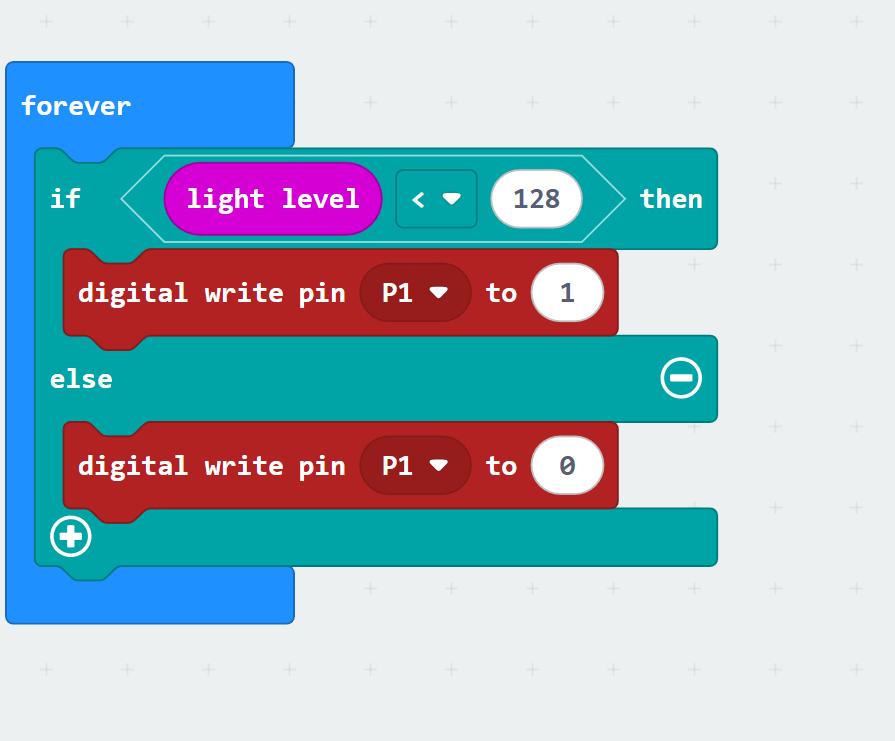 forever
if light level < 128 then
digital write pin P1 to 1
else
digital write pin P1 to 0